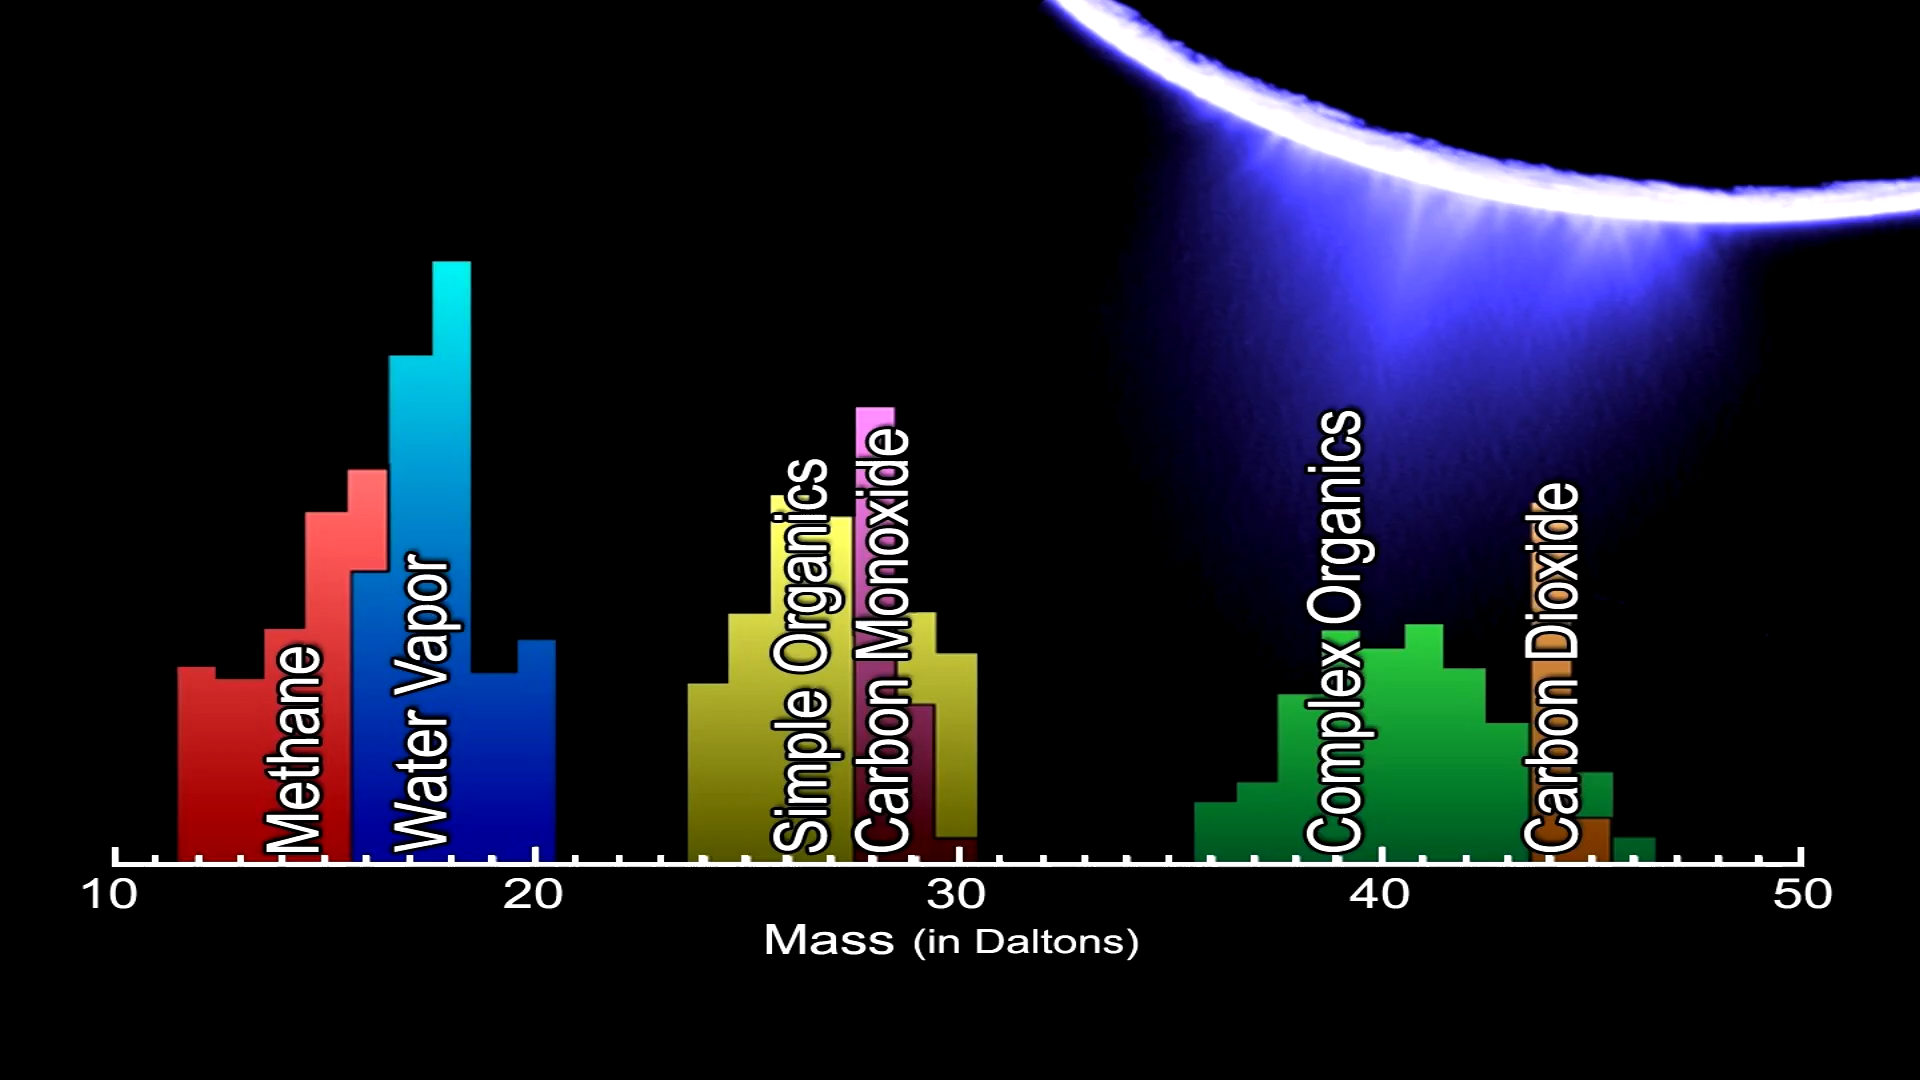 Methane
Water Vapor
Simple Organics
Carbon Monoxide
Complex Organics
Carbon Dioxide
10 20 30 40 50
Mass (in Daltons)